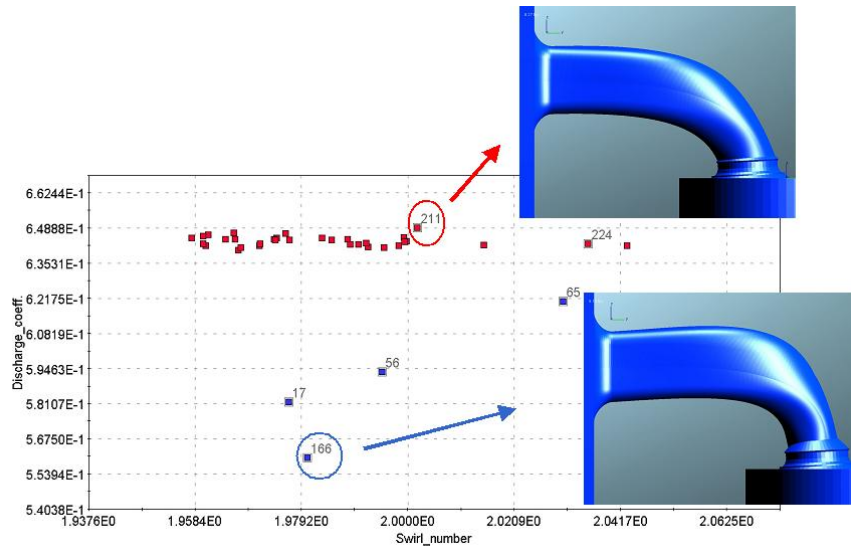 6.6244E-1
6.4888E-1
6.3531E-1
6.2175E-1
6.0819E-1
5.9463E-1
5.8107E-1
5.6750E-1
5.5394E-1
5.4038E-1
Discharge_coeff.
211
224
65
56
17
166
1.9376E0
1.9584E0
1.9792E0
2.0000E0
2.0209E0
2.0417E0
2.0625E0
Swirl_number